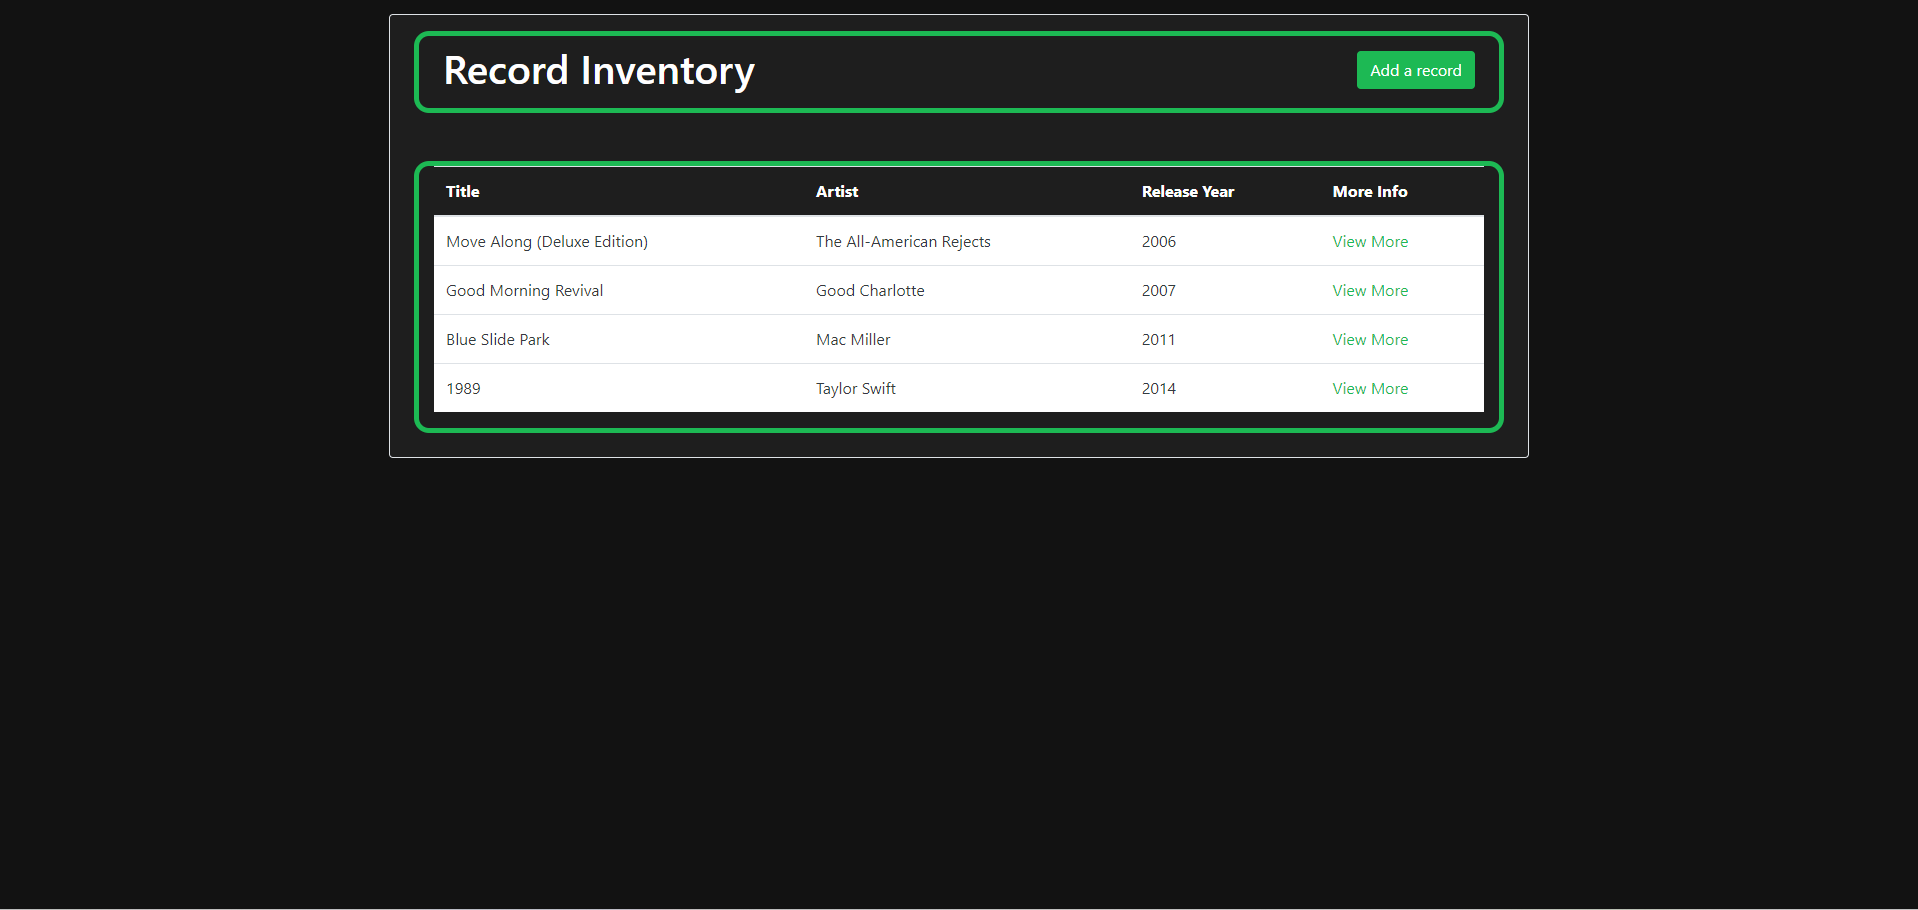 Record Inventory
Add a record
Title Artist Release Year More Info
Move Along (Deluxe Edition) The All-American Rejects 2006 View More
Good Morning Revival Good Charlotte 2007 View More
Blue Slide Park Mac Miller 2011 View More
1989 Taylor Swift 2014 View More